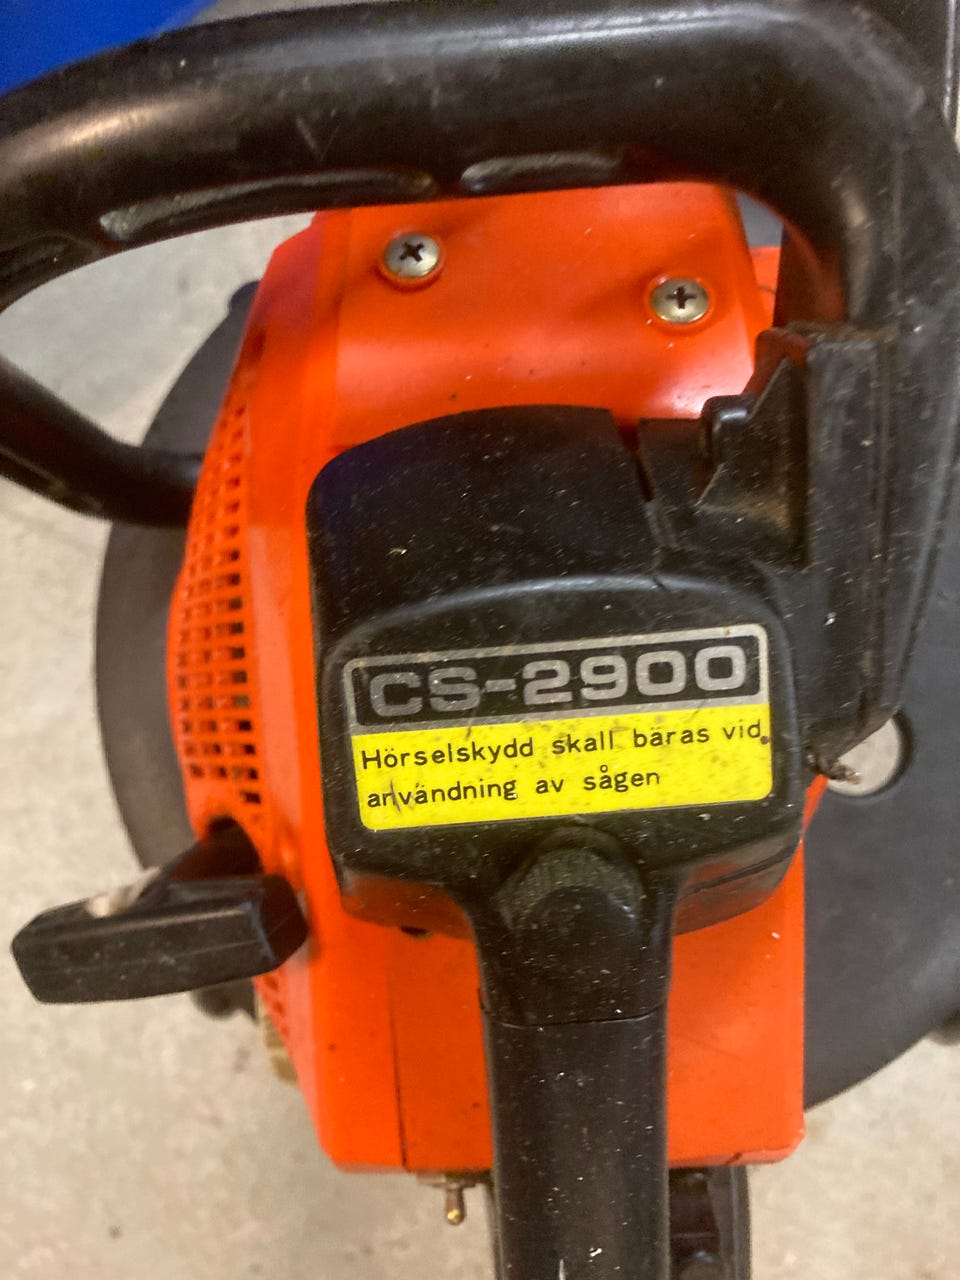 CS-2900
Hörselskydd skall bäras vid
användning av sågen